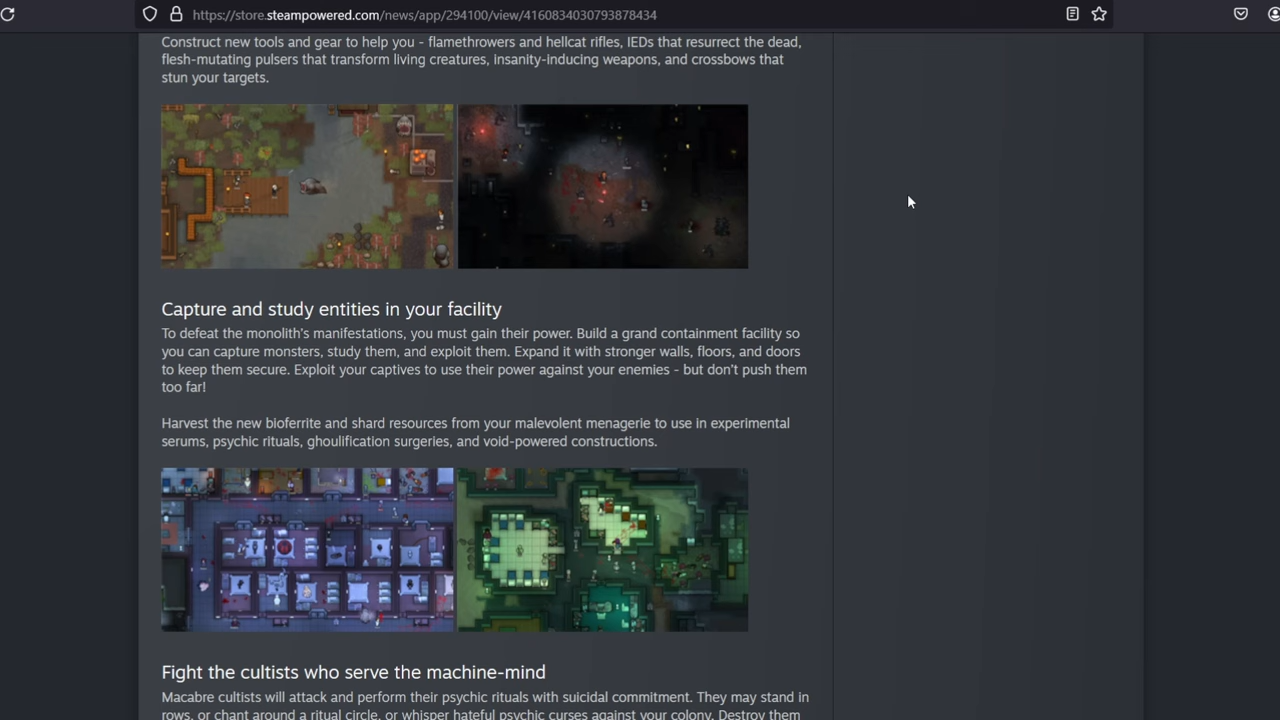 https://store.steampowered.com/news/app/294100/view/4160834030793878434
Construct new tools and gear to help you - flamethrowers and hellcat rifles, IEDs that resurrect the dead,
flesh-mutating pulsers that transform living creatures, insanity-inducing weapons, and crossbows that
stun your targets.
Capture and study entities in your facility
To defeat the monolith's manifestations, you must gain their power. Build a grand containment facility so
you can capture monsters, study them, and exploit them. Expand it with stronger walls, floors, and doors
to keep them secure. Exploit your captives to use their power against your enemies - but don't push them
too far!
Harvest the new bioferrite and shard resources from your malevolent menagerie to use in experimental
serums, psychic rituals, ghoulification surgeries, and void-powered constructions.
Fight the cultists who serve the machine-mind
Macabre cultists will attack and perform their psychic rituals with suicidal commitment. They may stand in
rows, or chant around a ritual circle, or whisper hateful psychic curses against your colony. Destroy them